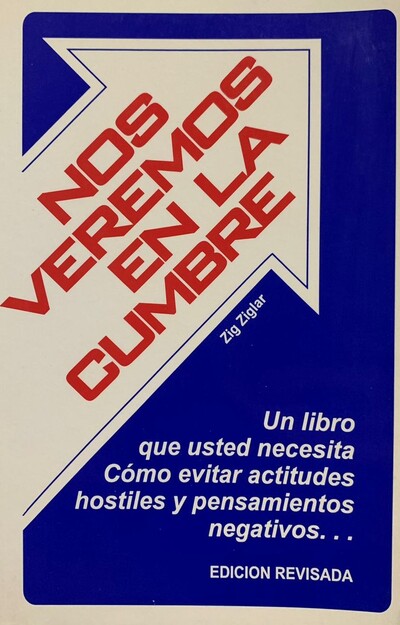 NOS
VEREMOS
EN LA
CUMBRE
Zig Ziglar
Un libro
que usted necesita
Cómo evitar actitudes
hostiles y pensamientos
negativos. . .
EDICION REVISADA